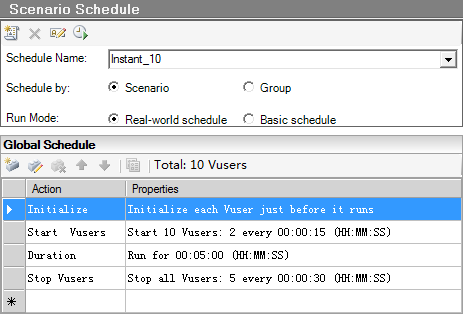 Scenario Schedule
Schedule Name: Instant_10
Schedule by: Scenario Group
Run Mode: Real-world schedule Basic schedule
Global Schedule
Total: 10 Vusers
Action Properties
Initialize Initialize each Vuser just before it runs
Start Vusers Start 10 Vusers: 2 every 00:00:15 (HH:MM:SS)
Duration Run for 00:05:00 (HH:MM:SS)
Stop Vusers Stop all Vusers: 5 every 00:00:30 (HH:MM:SS)